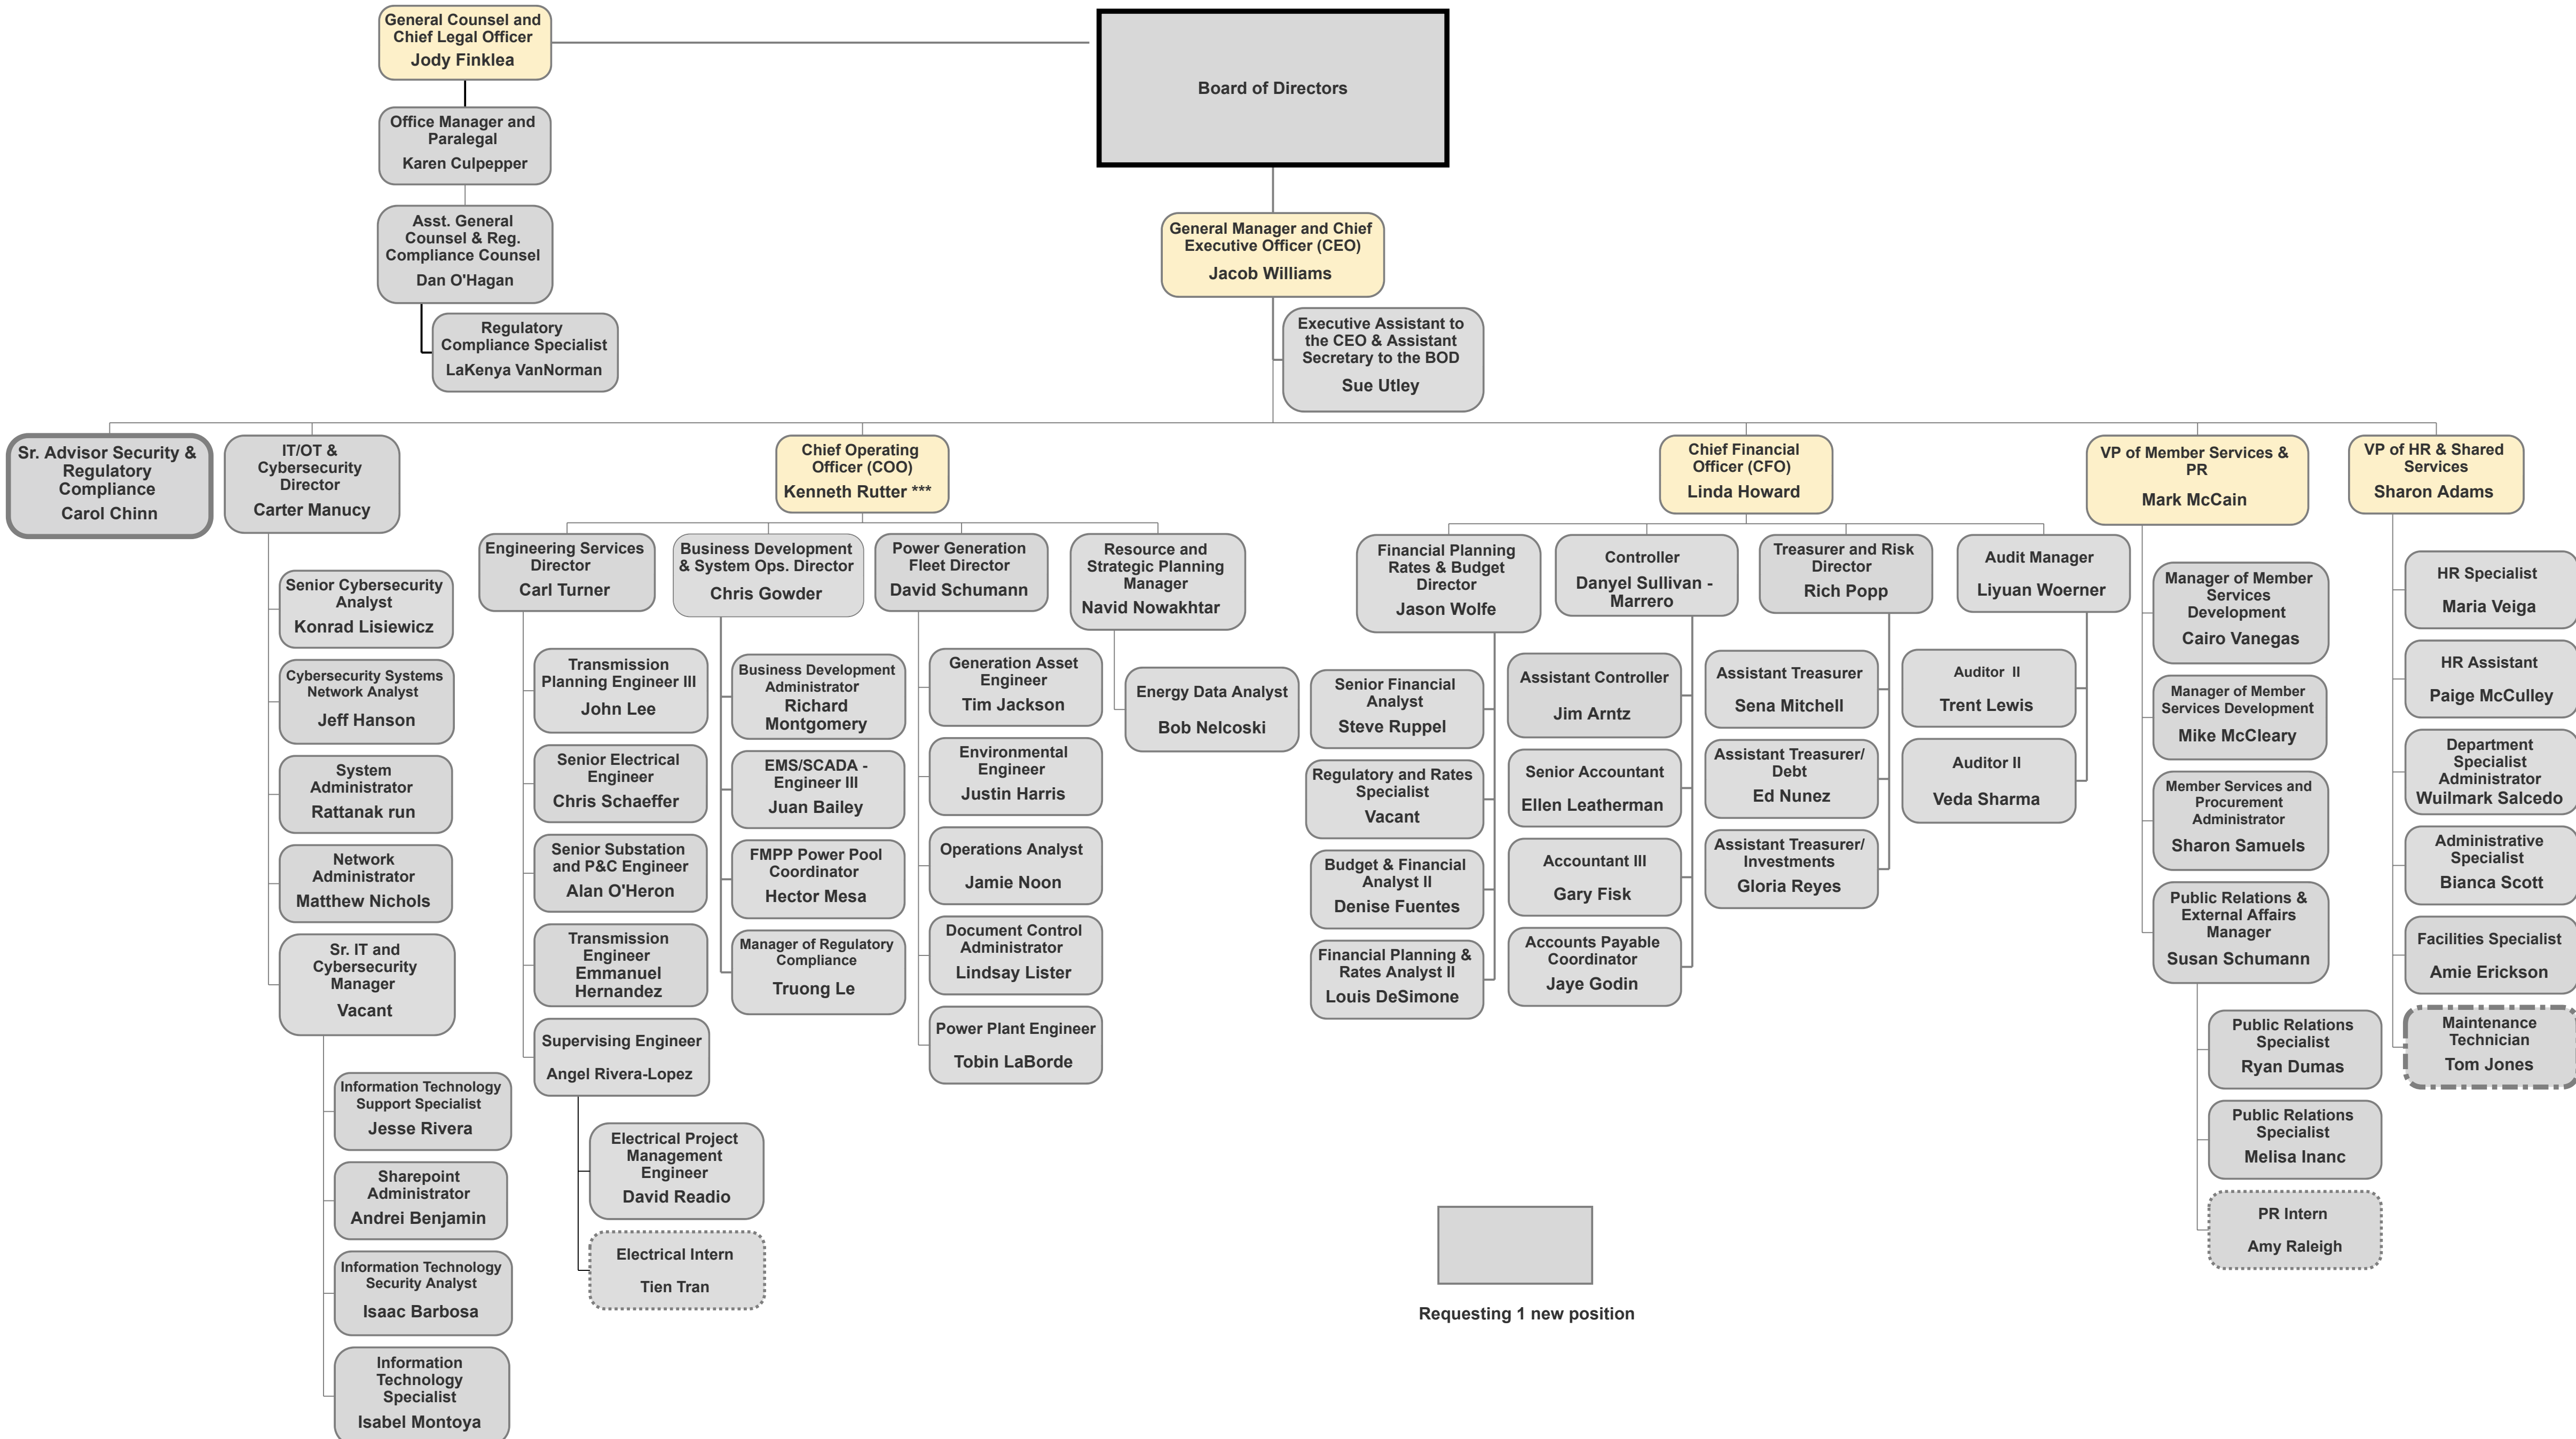 General Counsel and
Chief Legal Officer
Jody Finklea
Board of Directors
Office Manager and
Paralegal
Karen Culpepper
Asst. General
Counsel & Reg.
Compliance Counsel
Dan O'Hagan
Regulatory
Compliance Specialist
LaKenya VanNorman
General Manager and Chief
Executive Officer (CEO)
Jacob Williams
Executive Assistant to
the CEO & Assistant
Secretary to the BOD
Sue Utley
Sr. Advisor Security &
Regulatory
Compliance
Carol Chinn
IT/OT &
Cybersecurity
Director
Carter Manucy
Senior Cybersecurity
Analyst
Konrad Lisiewicz
Cybersecurity Systems
Network Analyst
Jeff Hanson
System
Administrator
Rattanak run
Network
Administrator
Matthew Nichols
Sr. IT and
Cybersecurity
Manager
Vacant
Information Technology
Support Specialist
Jesse Rivera
Sharepoint
Administrator
Andrei Benjamin
Information Technology
Security Analyst
Isaac Barbosa
Information
Technology
Specialist
Isabel Montoya
Chief Operating
Officer (COO)
Kenneth Rutter ***
Engineering Services
Director
Carl Turner
Transmission
Planning Engineer III
John Lee
Senior Electrical
Engineer
Chris Schaeffer
Senior Substation
and P&C Engineer
Alan O'Heron
Transmission
Engineer
Emmanuel
Hernandez
Supervising Engineer
Angel Rivera-Lopez
Electrical Project
Management
Engineer
David Readio
Electrical Intern
Tien Tran
Business Development
& System Ops. Director
Chris Gowder
Business Development
Administrator
Richard
Montgomery
EMS/SCADA -
Engineer III
Juan Bailey
FMPP Power Pool
Coordinator
Hector Mesa
Manager of Regulatory
Compliance
Truong Le
Power Generation
Fleet Director
David Schumann
Generation Asset
Engineer
Tim Jackson
Environmental
Engineer
Justin Harris
Operations Analyst
Jamie Noon
Document Control
Administrator
Lindsay Lister
Power Plant Engineer
Tobin LaBorde
Resource and
Strategic Planning
Manager
Navid Nowakhtar
Energy Data Analyst
Bob Nelcoski
Chief Financial
Officer (CFO)
Linda Howard
Financial Planning
Rates & Budget
Director
Jason Wolfe
Senior Financial
Analyst
Steve Ruppel
Regulatory and Rates
Specialist
Vacant
Budget & Financial
Analyst II
Denise Fuentes
Financial Planning &
Rates Analyst II
Louis DeSimone
Controller
Danyel Sullivan -
Marrero
Assistant Controller
Jim Arntz
Senior Accountant
Ellen Leatherman
Accountant III
Gary Fisk
Accounts Payable
Coordinator
Jaye Godin
Treasurer and Risk
Director
Rich Popp
Assistant Treasurer
Sena Mitchell
Assistant Treasurer/
Debt
Ed Nunez
Assistant Treasurer/
Investments
Gloria Reyes
Audit Manager
Liyuan Woerner
Auditor II
Trent Lewis
Auditor II
Veda Sharma
VP of Member Services &
PR
Mark McCain
Manager of Member
Services
Development
Cairo Vanegas
Manager of Member
Services Development
Mike McCleary
Member Services and
Procurement
Administrator
Sharon Samuels
Public Relations &
External Affairs
Manager
Susan Schumann
Public Relations
Specialist
Ryan Dumas
Public Relations
Specialist
Melisa Inanc
PR Intern
Amy Raleigh
VP of HR & Shared
Services
Sharon Adams
HR Specialist
Maria Veiga
HR Assistant
Paige McCulley
Department
Specialist
Administrator
Wuilmark Salcedo
Administrative
Specialist
Bianca Scott
Facilities Specialist
Amie Erickson
Maintenance
Technician
Tom Jones
Requesting 1 new position